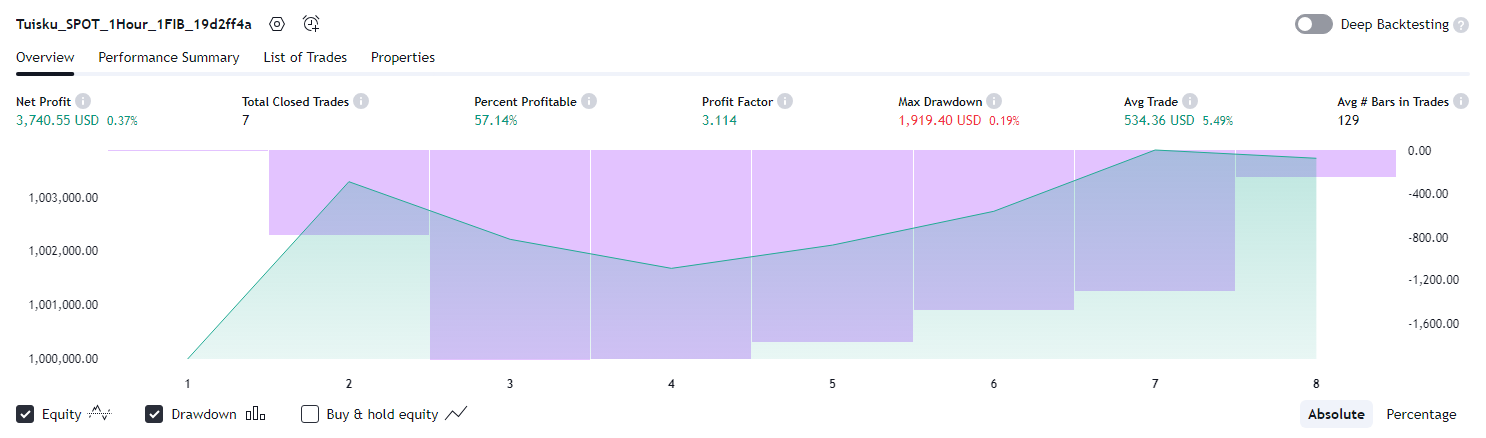 Tuisku_SPOT_1Hour_1FIB_19d2ff4a Deep Backtesting ?
Overview Performance Summary List of Trades Properties
Net Profit Total Closed Trades Percent Profitable Profit Factor Max Drawdown Avg Trade Avg # Bars in Trades
3,740.55 USD 0.37% 7 57.14% 3.114 1,919.40 USD 0.19% 534.36 USD 5.49% 129
0.00
1,003,000.00 -400.00
1,002,000.00 -800.00
1,001,000.00 -1,200.00
-1,600.00
1,000,000.00
1 2 3 4 5 6 7 8
Equity Drawdown Buy & hold equity Absolute Percentage